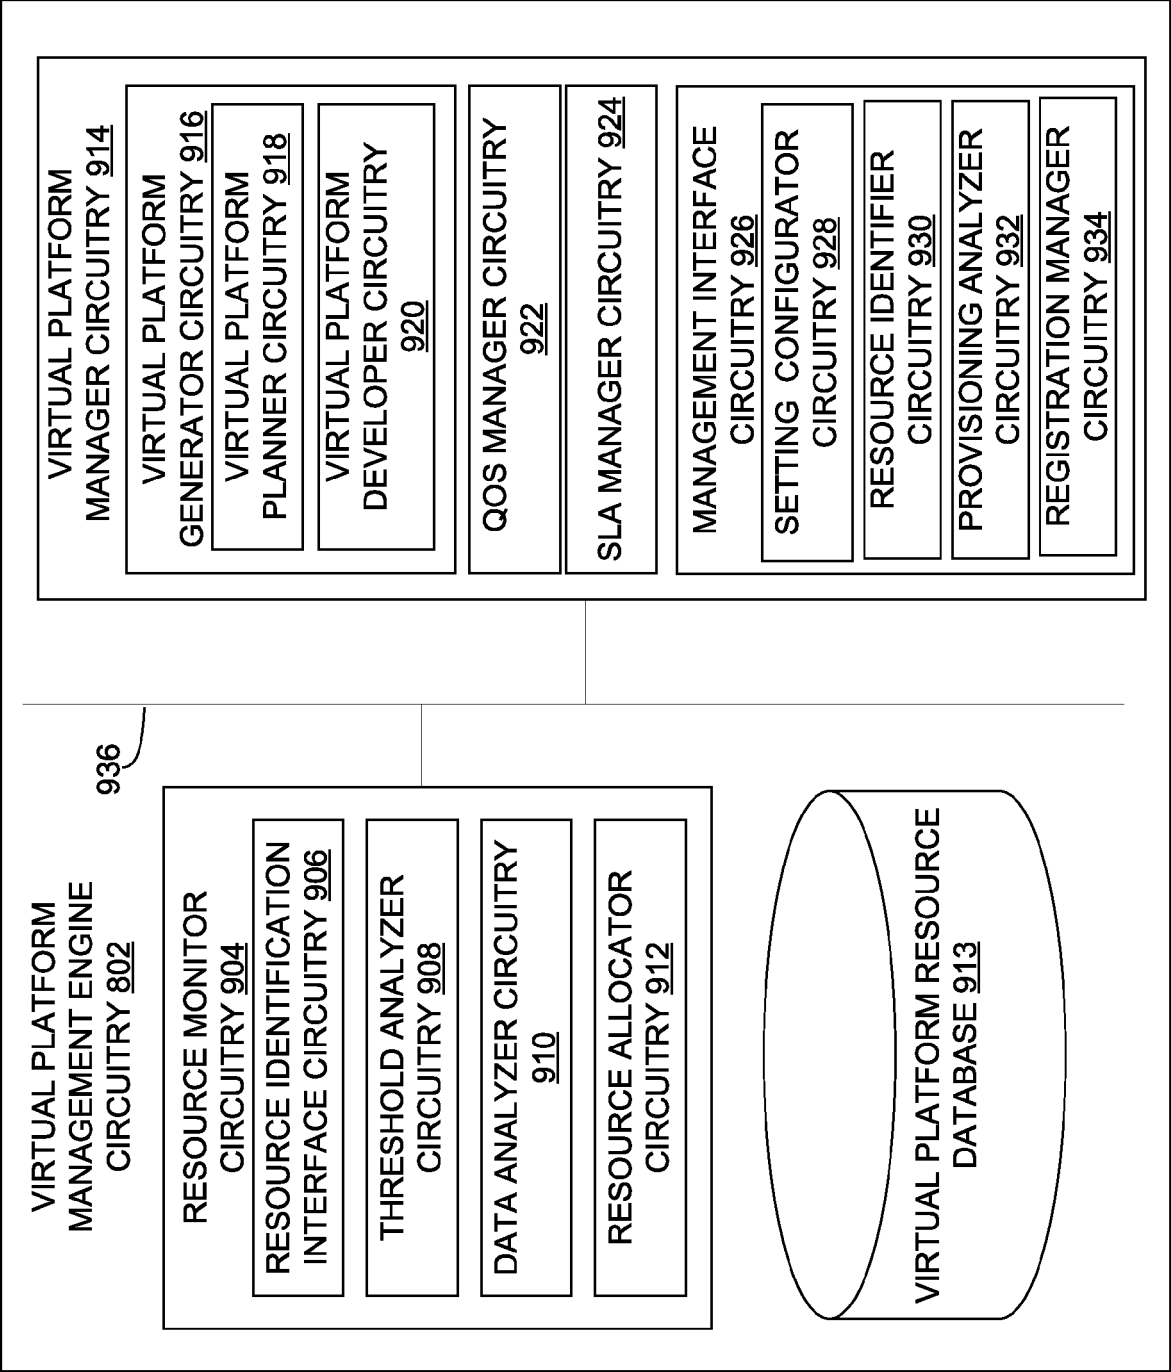 VIRTUAL PLATFORM
MANAGEMENT ENGINE
CIRCUITRY 802
RESOURCE MONITOR
CIRCUITRY 904
RESOURCE IDENTIFICATION
INTERFACE CIRCUITRY 906
THRESHOLD ANALYZER
CIRCUITRY 908
DATA ANALYZER CIRCUITRY
910
RESOURCE ALLOCATOR
CIRCUITRY 912
VIRTUAL PLATFORM RESOURCE
DATABASE 913
936
VIRTUAL PLATFORM
MANAGER CIRCUITRY 914
VIRTUAL PLATFORM
GENERATOR CIRCUITRY 916
VIRTUAL PLATFORM
PLANNER CIRCUITRY 918
VIRTUAL PLATFORM
DEVELOPER CIRCUITRY
920
QOS MANAGER CIRCUITRY
922
SLA MANAGER CIRCUITRY 924
MANAGEMENT INTERFACE
CIRCUITRY 926
SETTING CONFIGURATOR
CIRCUITRY 928
RESOURCE IDENTIFIER
CIRCUITRY 930
PROVISIONING ANALYZER
CIRCUITRY 932
REGISTRATION MANAGER
CIRCUITRY 934